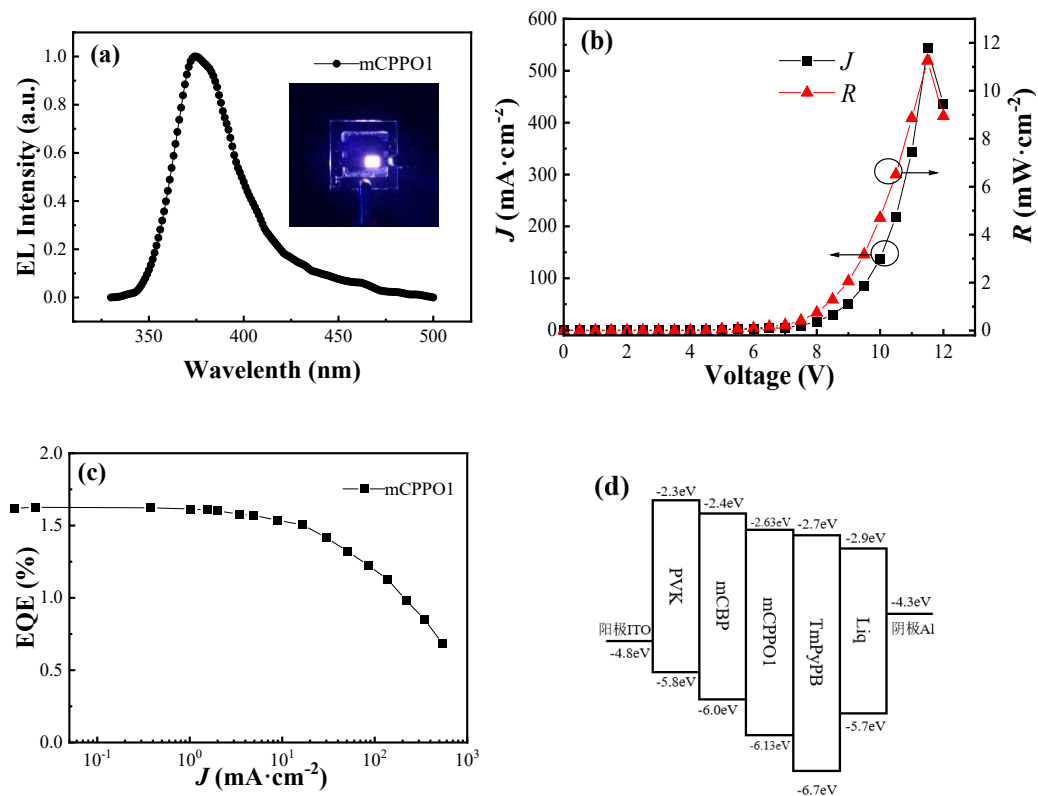 (a)
mCPPO1
EL Intensity (a.u.)
1.0
0.8
0.6
0.4
0.2
0.0
350
400
450
500
Wavelenth (nm)
(b)
J
R
J (mA·cm⁻²)
600
500
400
300
200
100
0
R (mW·cm⁻²)
12
10
8
6
4
2
0
0
2
4
6
8
10
12
Voltage (V)
(c)
mCPPO1
EQE (%)
2.0
1.5
1.0
0.5
0.0
10⁻¹
10⁰
10¹
10²
10³
J (mA·cm⁻²)
(d)
-2.3eV
-2.4eV
-2.63eV
-2.7eV
-2.9eV
-4.3eV
阳极ITO
阴极Al
-4.8eV
PVK
mCBP
mCPPO1
TmPyPB
Liq
-5.8eV
-6.0eV
-6.13eV
-6.7eV
-5.7eV